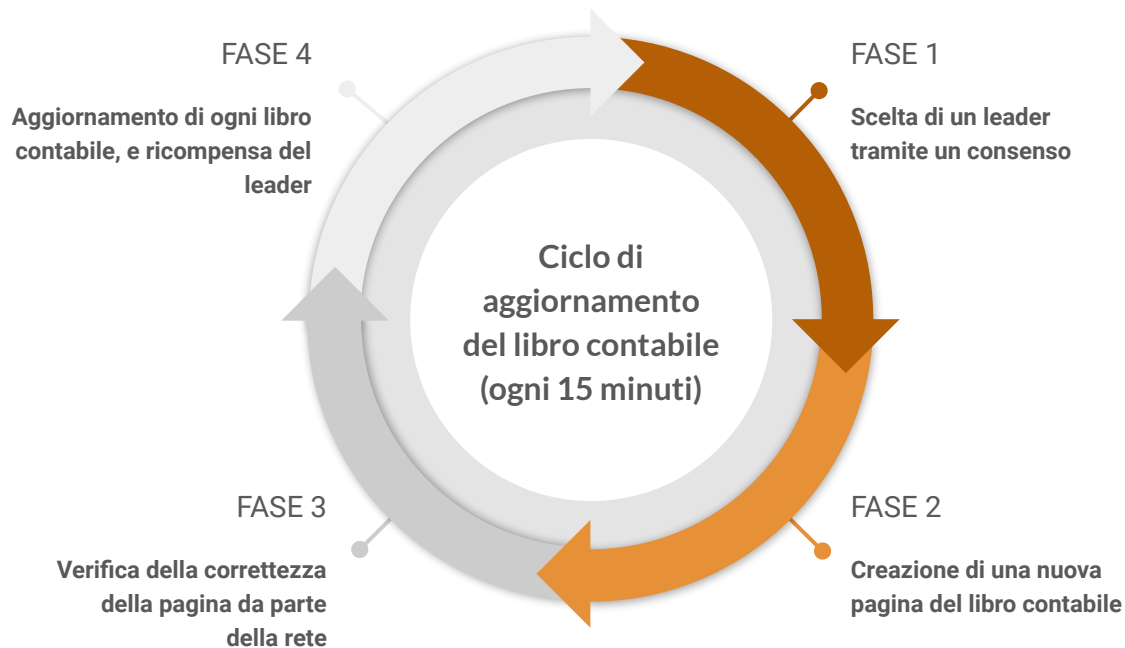 FASE 4
Aggiornamento di ogni libro
contabile, e ricompensa del
leader
FASE 1
Scelta di un leader
tramite un consenso
Ciclo di
aggiornamento
del libro contabile
(ogni 15 minuti)
FASE 3
Verifica della correttezza
della pagina da parte
della rete
FASE 2
Creazione di una nuova
pagina del libro contabile